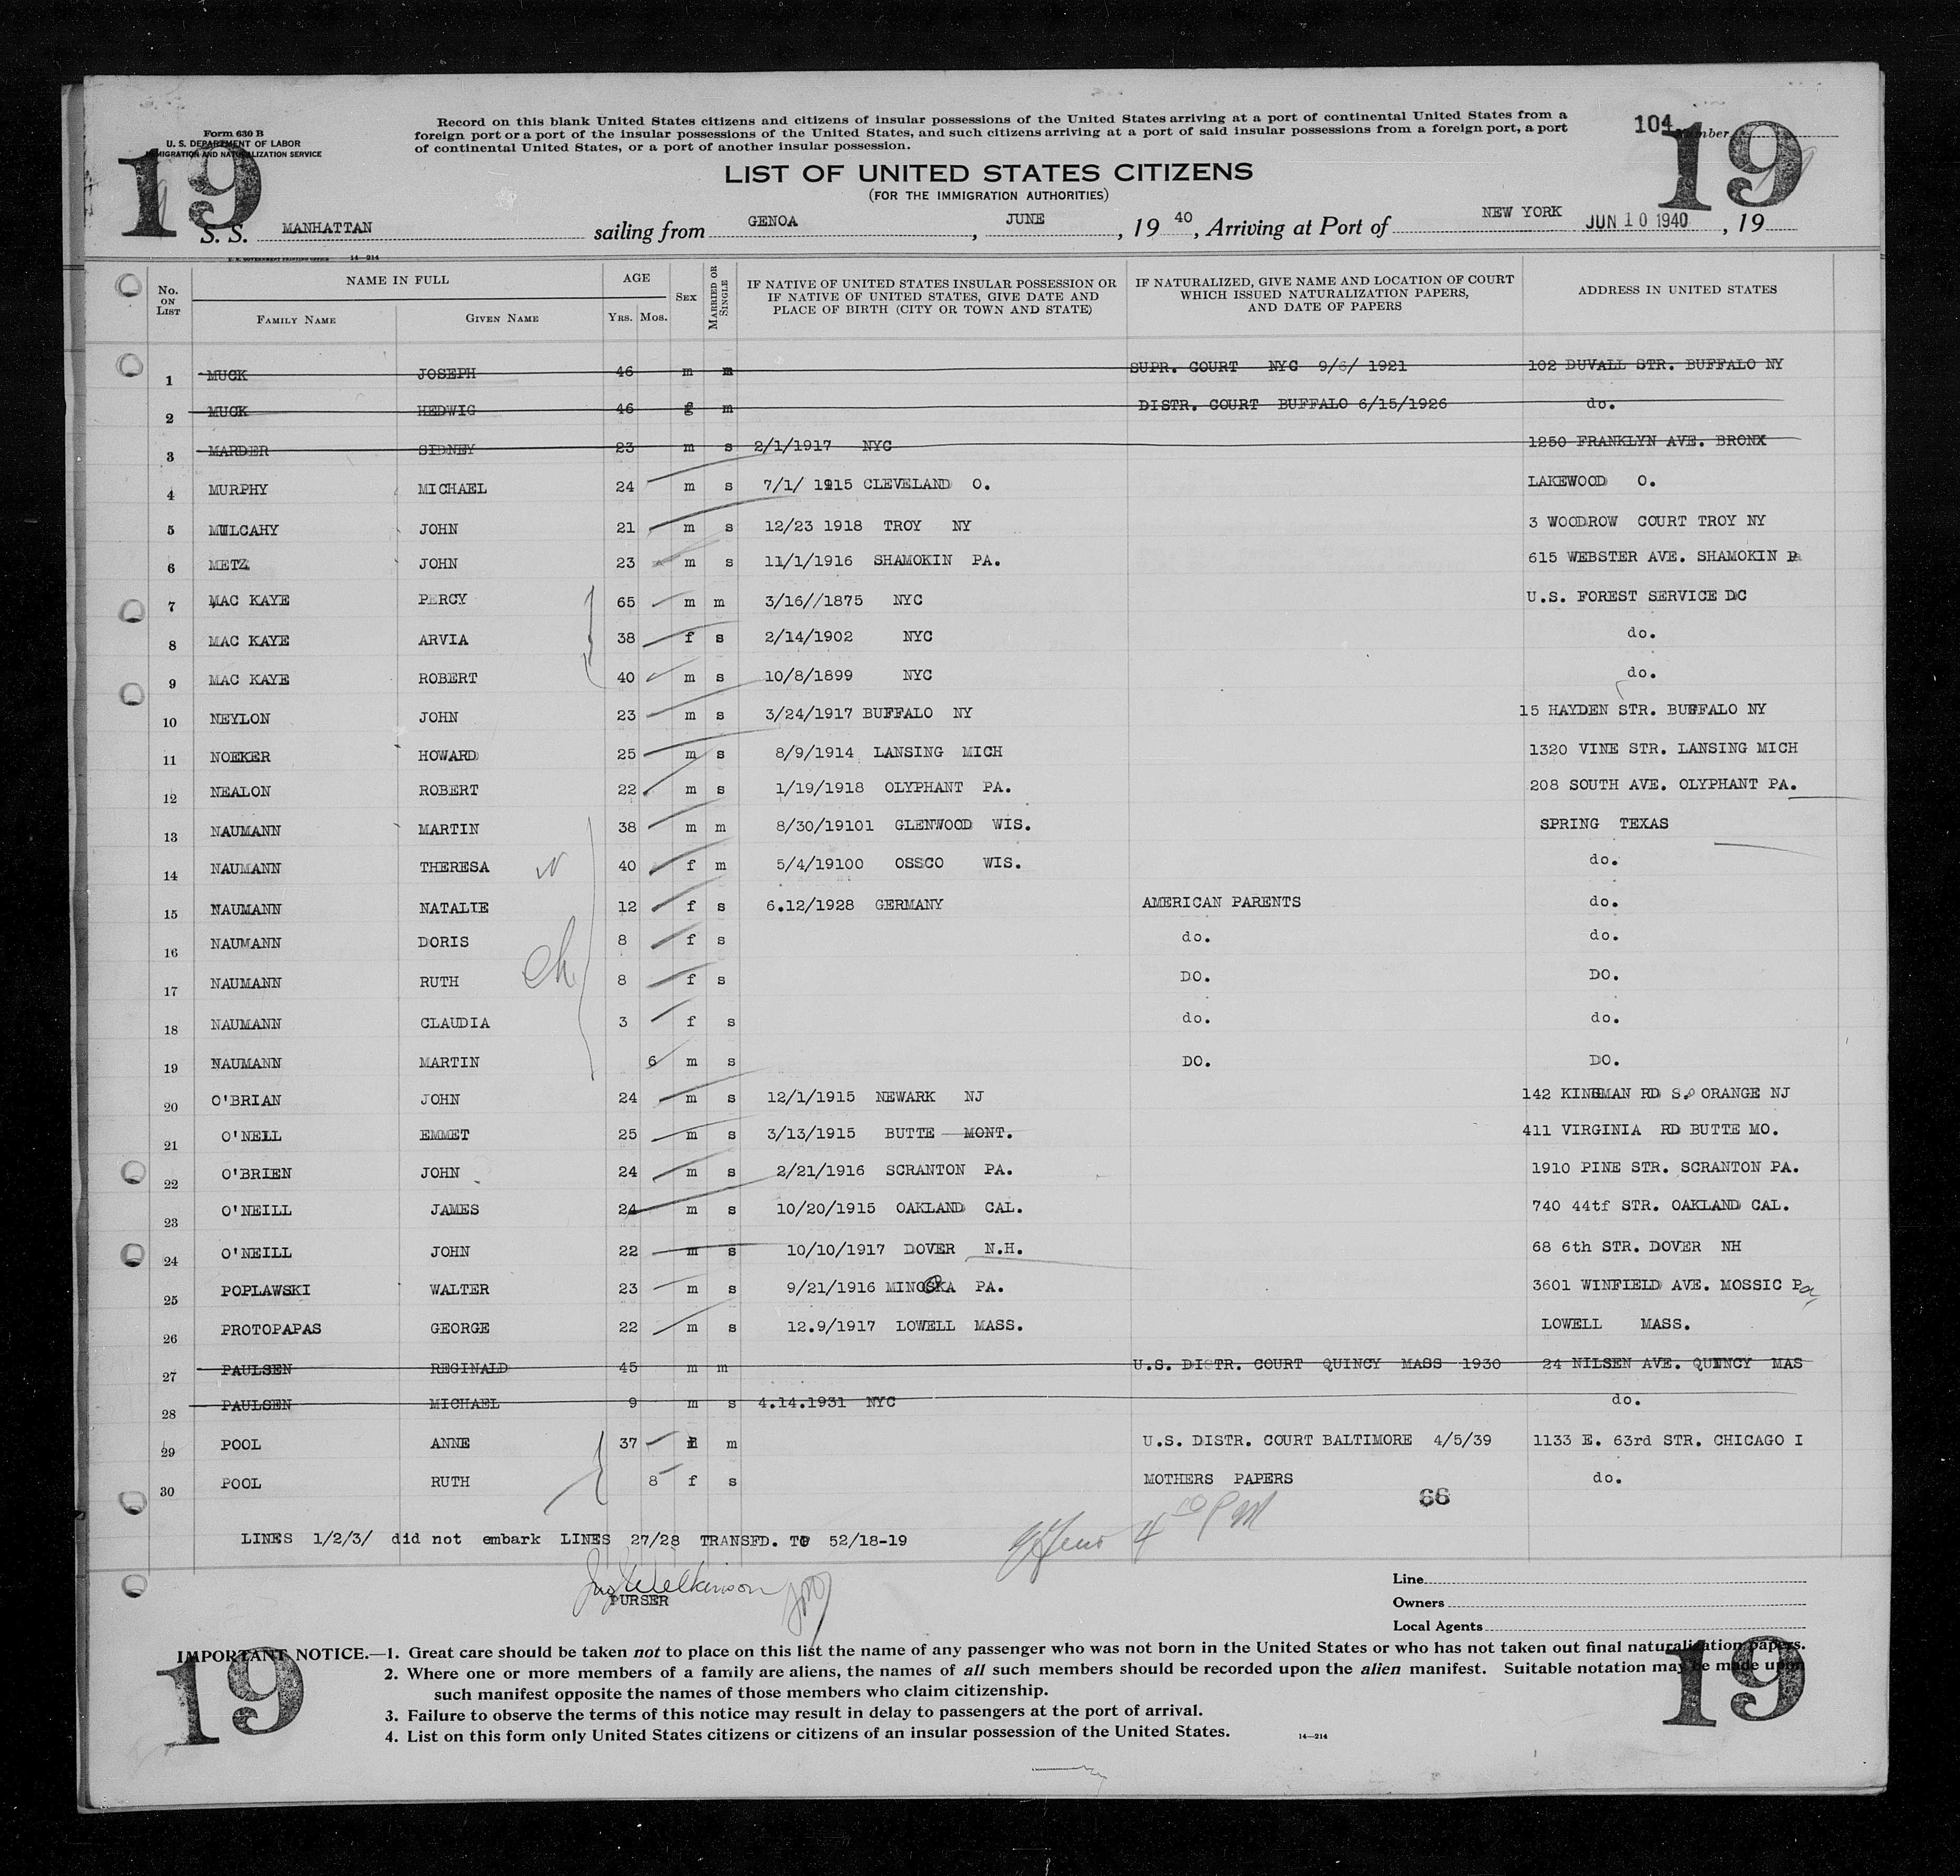 Form 630 B
U. S. DEPARTMENT OF LABOR
IMMIGRATION AND NATURALIZATION SERVICE
Record on this blank United States citizens and citizens of insular possessions of the United States arriving at a port of continental United States from a
foreign port or a port of the insular possessions of the United States, and such citizens arriving at a port of said insular possessions from a foreign port, a port
of continental United States, or a port of another insular possession.
104 Number
19 19
LIST OF UNITED STATES CITIZENS
(FOR THE IMMIGRATION AUTHORITIES)
S. S. MANHATTAN sailing from GENOA , JUNE , 19 40 , Arriving at Port of NEW YORK JUN 10 1940 , 19
U. S. GOVERNMENT PRINTING OFFICE 14—214
No. ON LIST NAME IN FULL FAMILY NAME GIVEN NAME AGE YRS. MOS. SEX MARRIED OR SINGLE IF NATIVE OF UNITED STATES INSULAR POSSESSION OR IF NATIVE OF UNITED STATES, GIVE DATE AND PLACE OF BIRTH (CITY OR TOWN AND STATE) IF NATURALIZED, GIVE NAME AND LOCATION OF COURT WHICH ISSUED NATURALIZATION PAPERS, AND DATE OF PAPERS ADDRESS IN UNITED STATES
1 MUCK JOSEPH 46 m m SUPR. COURT NYC 9/6/ 1921 102 DUVALL STR. BUFFALO NY
2 MUCK HEDWIG 46 f m DISTR. COURT BUFFALO 6/15/1926 do.
3 MARDER SIDNEY 23 m s 2/1/1917 NYC 1250 FRANKLYN AVE. BRONX
4 MURPHY MICHAEL 24 m s 7/1/ 1915 CLEVELAND O. LAKEWOOD O.
5 MULCAHY JOHN 21 m s 12/23 1918 TROY NY 3 WOODROW COURT TROY NY
6 METZ JOHN 23 m s 11/1/1916 SHAMOKIN PA. 615 WEBSTER AVE. SHAMOKIN Pa
7 MAC KAYE PERCY 65 m m 3/16//1875 NYC U.S. FOREST SERVICE DC
8 MAC KAYE ARVIA 38 f s 2/14/1902 NYC do.
9 MAC KAYE ROBERT 40 m s 10/8/1899 NYC do.
10 NEYLON JOHN 23 m s 3/24/1917 BUFFALO NY 15 HAYDEN STR. BUFFALO NY
11 NOEKER HOWARD 25 m s 8/9/1914 LANSING MICH 1320 VINE STR. LANSING MICH
12 NEALON ROBERT 22 m s 1/19/1918 OLYPHANT PA. 208 SOUTH AVE. OLYPHANT PA.
13 NAUMANN MARTIN 38 m m 8/30/19101 GLENWOOD WIS. SPRING TEXAS
14 NAUMANN THERESA 40 f m 5/4/19100 OSSCO WIS. do.
15 NAUMANN NATALIE 12 f s 6.12/1928 GERMANY AMERICAN PARENTS do.
16 NAUMANN DORIS 8 f s do. do.
17 NAUMANN RUTH 8 f s DO. DO.
18 NAUMANN CLAUDIA 3 f s do. do.
19 NAUMANN MARTIN 6 m s DO. DO.
20 O'BRIAN JOHN 24 m s 12/1/1915 NEWARK NJ 142 KINGMAN RD S.O ORANGE NJ
21 O'NELL EMMET 25 m s 3/13/1915 BUTTE MONT. 411 VIRGINIA RD BUTTE MO.
22 O'BRIEN JOHN 24 m s 2/21/1916 SCRANTON PA. 1910 PINE STR. SCRANTON PA.
23 O'NEILL JAMES 24 m s 10/20/1915 OAKLAND CAL. 740 44tf STR. OAKLAND CAL.
24 O'NEILL JOHN 22 m s 10/10/1917 DOVER N.H. 68 6th STR. DOVER NH
25 POPLAWSKI WALTER 23 m s 9/21/1916 MINOOKA PA. 3601 WINFIELD AVE. MOSSIC Pa
26 PROTOPAPAS GEORGE 22 m s 12.9/1917 LOWELL MASS. LOWELL MASS.
27 PAULSEN REGINALD 45 m m U.S. DISTR. COURT QUINCY MASS 1930 24 NILSEN AVE. QUINCY MAS
28 PAULSEN MICHAEL 9 m s 4.14.1931 NYC do.
29 POOL ANNE 37 f m U.S. DISTR. COURT BALTIMORE 4/5/39 1133 E. 63rd STR. CHICAGO I
30 POOL RUTH 8 f s MOTHERS PAPERS do.
66
LINES 1/2/3/ did not embark LINES 27/28 TRANSFD. TO 52/18-19
Wilkinson
PURSER
Line
Owners
Local Agents
IMPORTANT NOTICE.—1. Great care should be taken not to place on this list the name of any passenger who was not born in the United States or who has not taken out final naturalization papers.
2. Where one or more members of a family are aliens, the names of all such members should be recorded upon the alien manifest. Suitable notation may be made upon
such manifest opposite the names of those members who claim citizenship.
3. Failure to observe the terms of this notice may result in delay to passengers at the port of arrival.
4. List on this form only United States citizens or citizens of an insular possession of the United States. 14—214
19 19